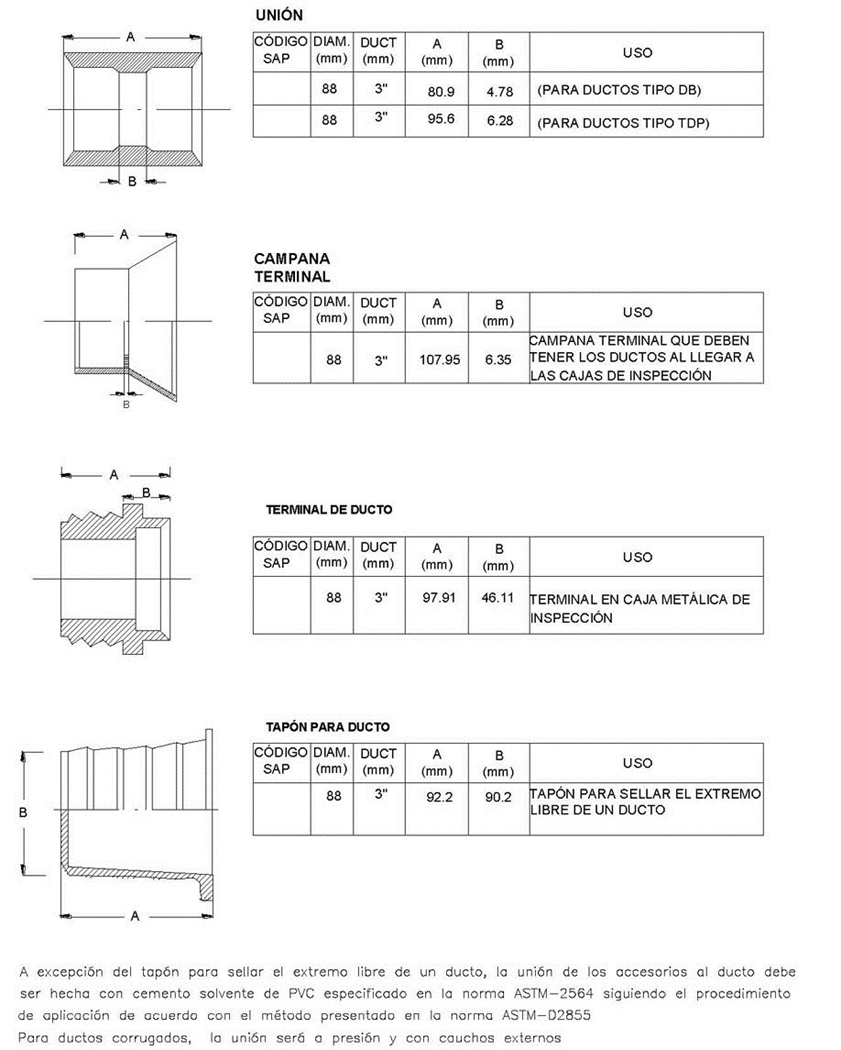 UNIÓN
A
B
CÓDIGO SAP DIAM. (mm) DUCT (mm) A (mm) B (mm) USO
88 3" 80.9 4.78 (PARA DUCTOS TIPO DB)
88 3" 95.6 6.28 (PARA DUCTOS TIPO TDP)
CAMPANA
TERMINAL
A
B
CÓDIGO SAP DIAM. (mm) DUCT (mm) A (mm) B (mm) USO
88 3" 107.95 6.35 CAMPANA TERMINAL QUE DEBEN
TENER LOS DUCTOS AL LLEGAR A
LAS CAJAS DE INSPECCIÓN
TERMINAL DE DUCTO
A
B
CÓDIGO SAP DIAM. (mm) DUCT (mm) A (mm) B (mm) USO
88 3" 97.91 46.11 TERMINAL EN CAJA METÁLICA DE
INSPECCIÓN
TAPÓN PARA DUCTO
B
A
CÓDIGO SAP DIAM. (mm) DUCT (mm) A (mm) B (mm) USO
88 3" 92.2 90.2 TAPÓN PARA SELLAR EL EXTREMO
LIBRE DE UN DUCTO
A excepción del tapón para sellar el extremo libre de un ducto, la unión de los accesorios al ducto debe
ser hecha con cemento solvente de PVC especificado en la norma ASTM-2564 siguiendo el procedimiento
de aplicación de acuerdo con el método presentado en la norma ASTM-D2855
Para ductos corrugados, la unión será a presión y con cauchos externos